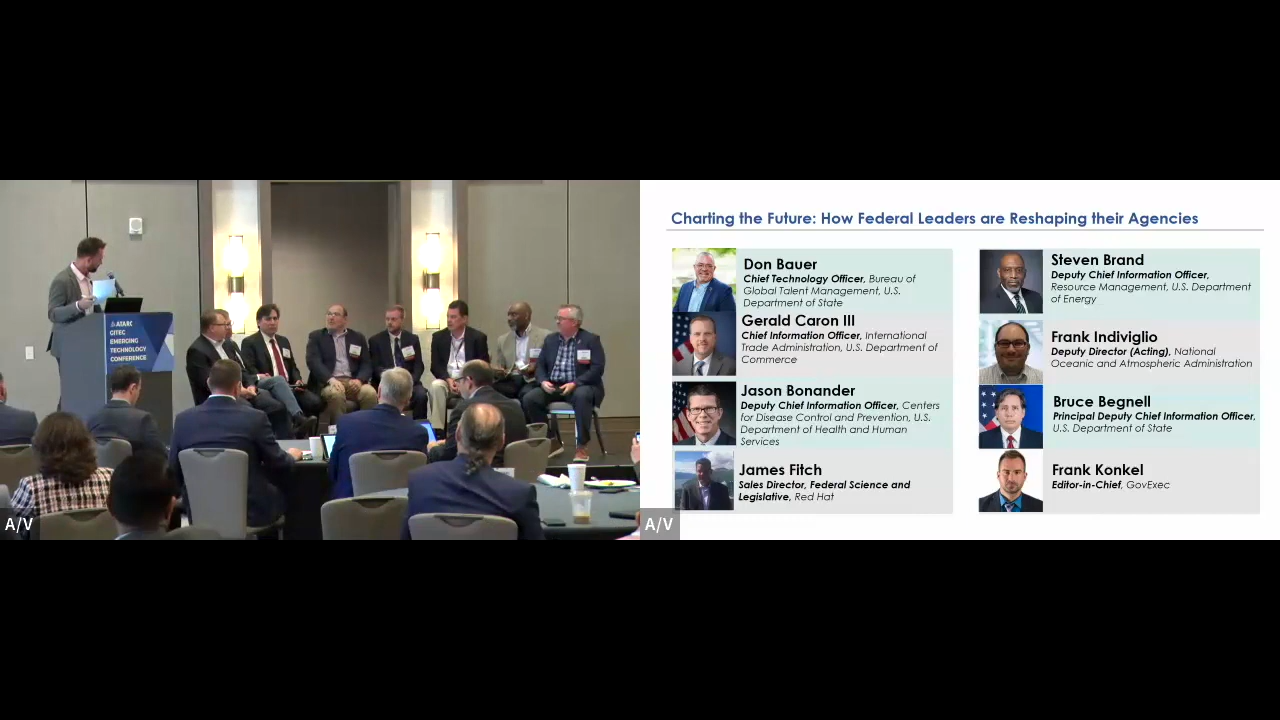 ATARC
GITEC
EMERGING
TECHNOLOGY
CONFERENCE
A/V
Charting the Future: How Federal Leaders are Reshaping their Agencies
Don Bauer
Chief Technology Officer, Bureau of
Global Talent Management, U.S.
Department of State
Gerald Caron III
Chief Information Officer, International
Trade Administration, U.S. Department of
Commerce
Jason Bonander
Deputy Chief Information Officer, Centers
for Disease Control and Prevention, U.S.
Department of Health and Human
Services
James Fitch
Sales Director, Federal Science and
Legislative, Red Hat
Steven Brand
Deputy Chief Information Officer,
Resource Management, U.S. Department
of Energy
Frank Indiviglio
Deputy Director (Acting), National
Oceanic and Atmospheric Administration
Bruce Begnell
Principal Deputy Chief Information Officer,
U.S. Department of State
Frank Konkel
Editor-in-Chief, GovExec
A/V